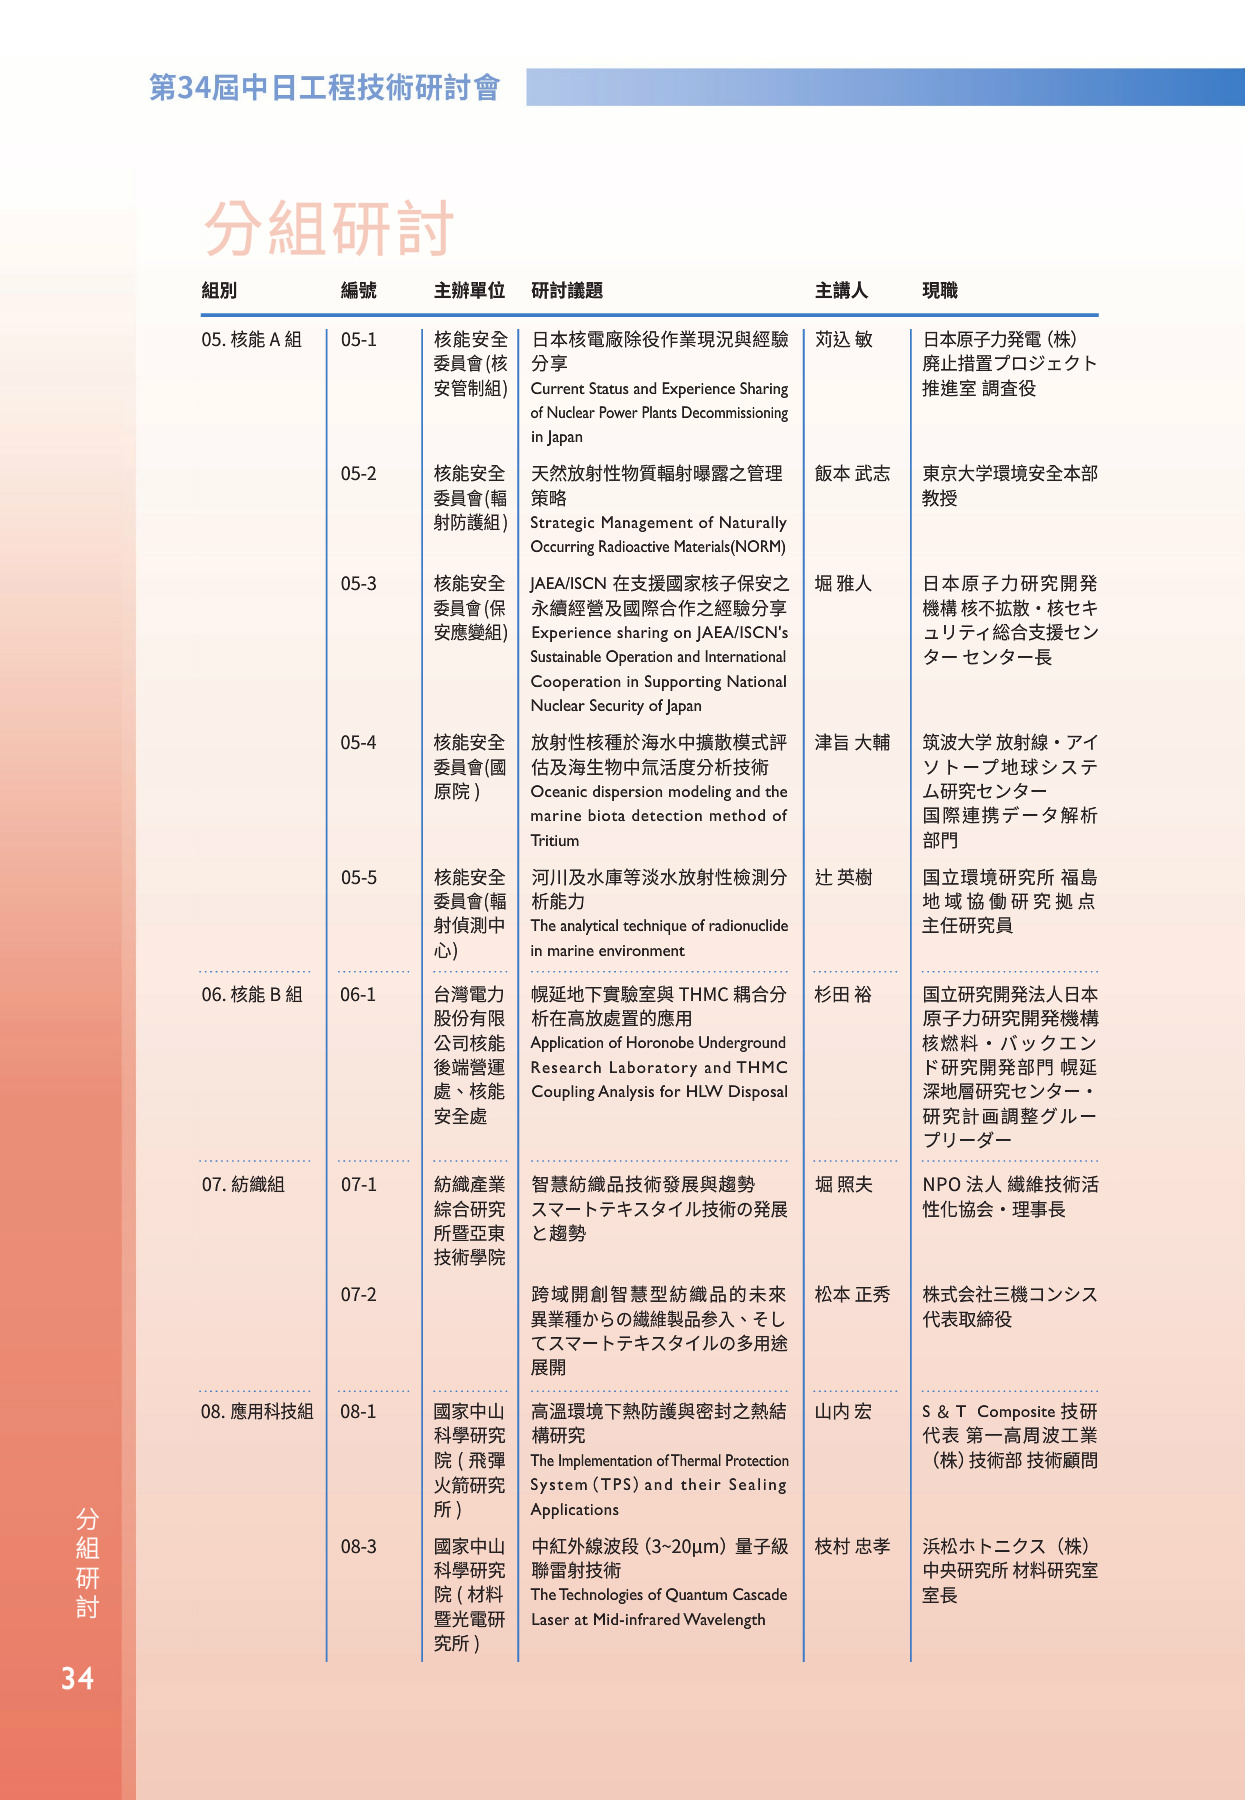 第34屆中日工程技術研討會
分組研討
組別 編號 主辦單位 研討議題 主講人 現職
05. 核能 A 組
05-1
核能安全
委員會(核
安管制組)
日本核電廠除役作業現況與經驗
分享
Current Status and Experience Sharing
of Nuclear Power Plants Decommissioning
in Japan
苅込 敏
日本原子力発電（株）
廃止措置プロジェクト
推進室 調査役
05-2
核能安全
委員會(輻
射防護組)
天然放射性物質輻射曝露之管理
策略
Strategic Management of Naturally
Occurring Radioactive Materials(NORM)
飯本 武志
東京大学環境安全本部
教授
05-3
核能安全
委員會(保
安應變組)
JAEA/ISCN 在支援國家核子保安之
永續經營及國際合作之經驗分享
Experience sharing on JAEA/ISCN's
Sustainable Operation and International
Cooperation in Supporting National
Nuclear Security of Japan
堀 雅人
日本原子力研究開発
機構 核不拡散・核セキ
ュリティ総合支援セン
ター センター長
05-4
核能安全
委員會(國
原院 )
放射性核種於海水中擴散模式評
估及海生物中氚活度分析技術
Oceanic dispersion modeling and the
marine biota detection method of
Tritium
津旨 大輔
筑波大学 放射線・アイ
ソトープ地球システ
ム研究センター
国際連携データ解析
部門
05-5
核能安全
委員會(輻
射偵測中
心)
河川及水庫等淡水放射性檢測分
析能力
The analytical technique of radionuclide
in marine environment
辻 英樹
国立環境研究所 福島
地域協働研究拠点
主任研究員
06. 核能 B 組
06-1
台灣電力
股份有限
公司核能
後端營運
處、核能
安全處
幌延地下實驗室與 THMC 耦合分
析在高放處置的應用
Application of Horonobe Underground
Research Laboratory and THMC
Coupling Analysis for HLW Disposal
杉田 裕
国立研究開発法人日本
原子力研究開発機構
核燃料・バックエン
ド研究開発部門 幌延
深地層研究センター・
研究計画調整グルー
プリーダー
07. 紡織組
07-1
紡織產業
綜合研究
所暨亞東
技術學院
智慧紡織品技術發展與趨勢
スマートテキスタイル技術の発展
と趨勢
堀 照夫
NPO 法人 繊維技術活
性化協会・理事長
07-2
跨域開創智慧型紡織品的未來
異業種からの繊維製品参入、そし
てスマートテキスタイルの多用途
展開
松本 正秀
株式会社三機コンシス
代表取締役
08. 應用科技組
08-1
國家中山
科學研究
院 ( 飛彈
火箭研究
所 )
高溫環境下熱防護與密封之熱結
構研究
The Implementation of Thermal Protection
System（TPS）and their Sealing
Applications
山内 宏
S & T Composite 技研
代表 第一高周波工業
（株）技術部 技術顧問
08-3
國家中山
科學研究
院 ( 材料
暨光電研
究所 )
中紅外線波段（3~20μm）量子級
聯雷射技術
The Technologies of Quantum Cascade
Laser at Mid-infrared Wavelength
枝村 忠孝
浜松ホトニクス（株）
中央研究所 材料研究室
室長
分組研討
34